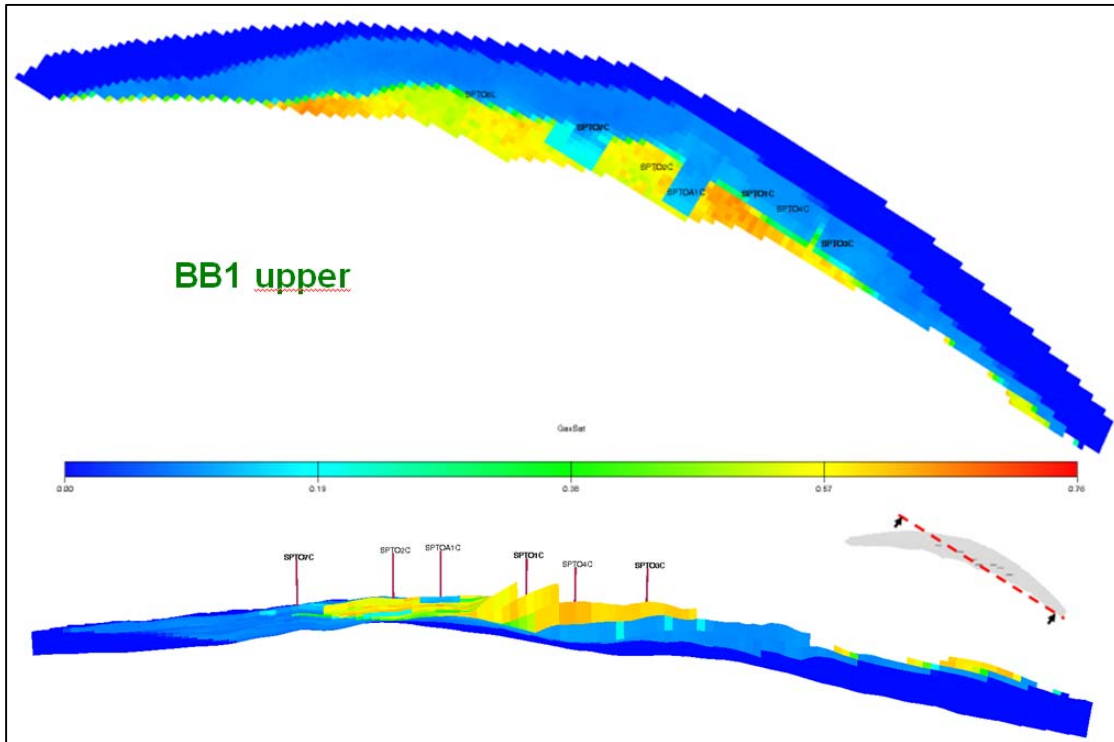 SPTO7C
SPTO2C
SPTOA1C
SPTO1C
SPTO4C
SPTO3C
BB1 upper
GasSat
0.00
0.19
0.38
0.57
0.76
SPTO7C
SPTO2C
SPTOA1C
SPTO1C
SPTO4C
SPTO3C